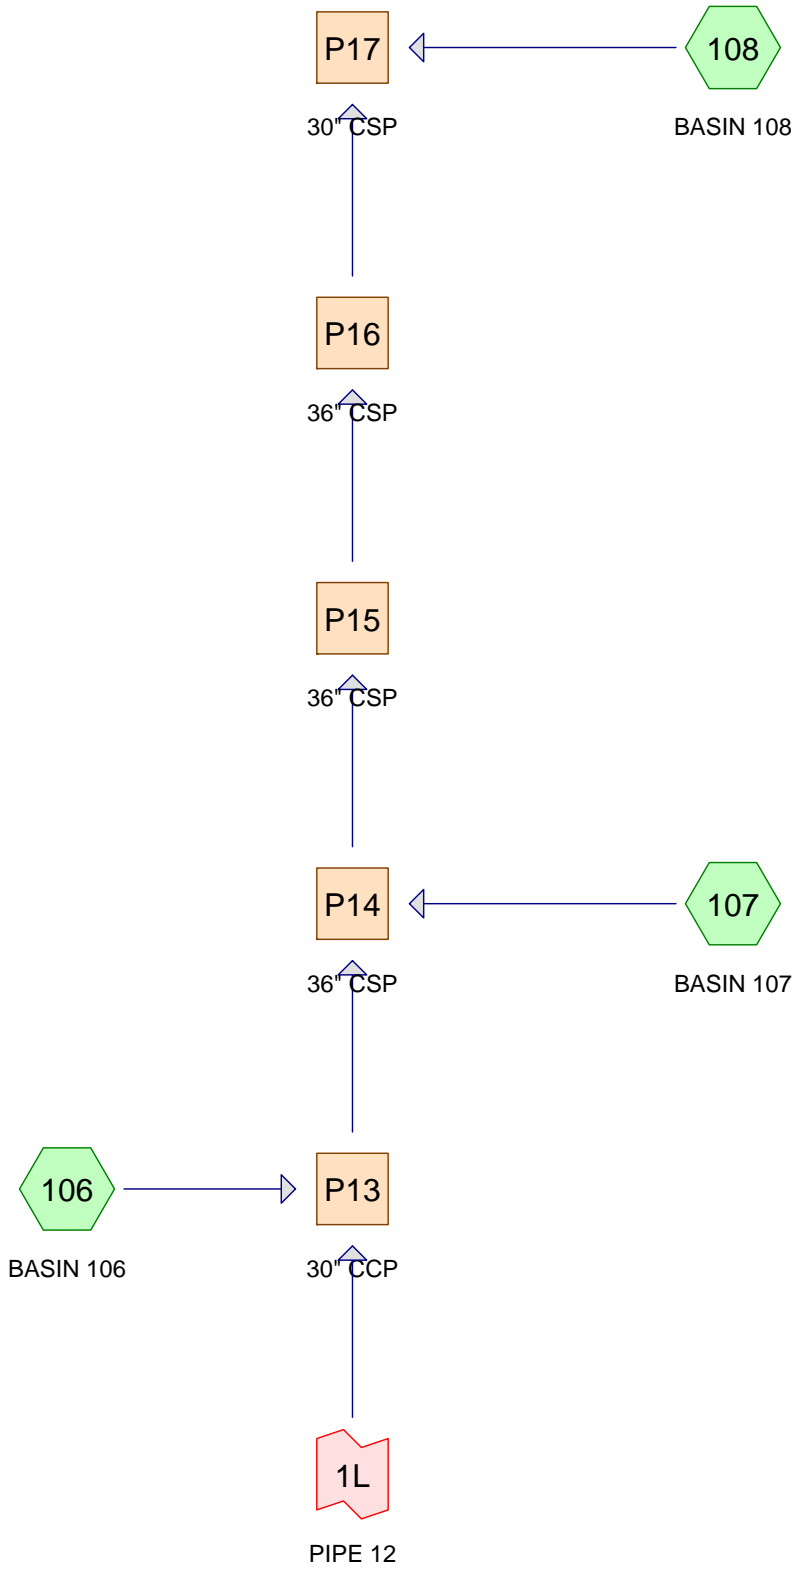 P17
108
30" CSP
BASIN 108
P16
36" CSP
P15
36" CSP
P14
107
36" CSP
BASIN 107
106
P13
BASIN 106
30" CCP
1L
PIPE 12